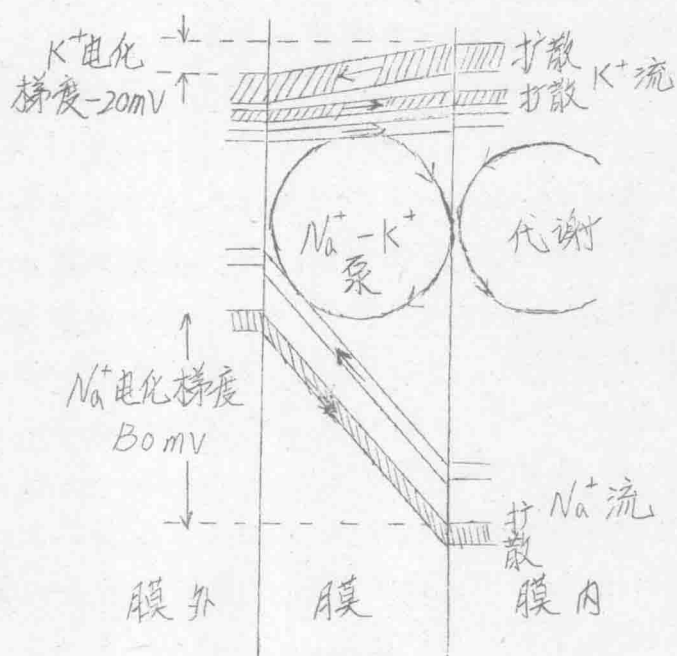 K⁺电化
梯度-20mV
扩散
扩散
K⁺流
Na⁺-K⁺
泵
代谢
Na⁺电化梯度
130mV
扩
散
Na⁺流
膜外
膜
膜内